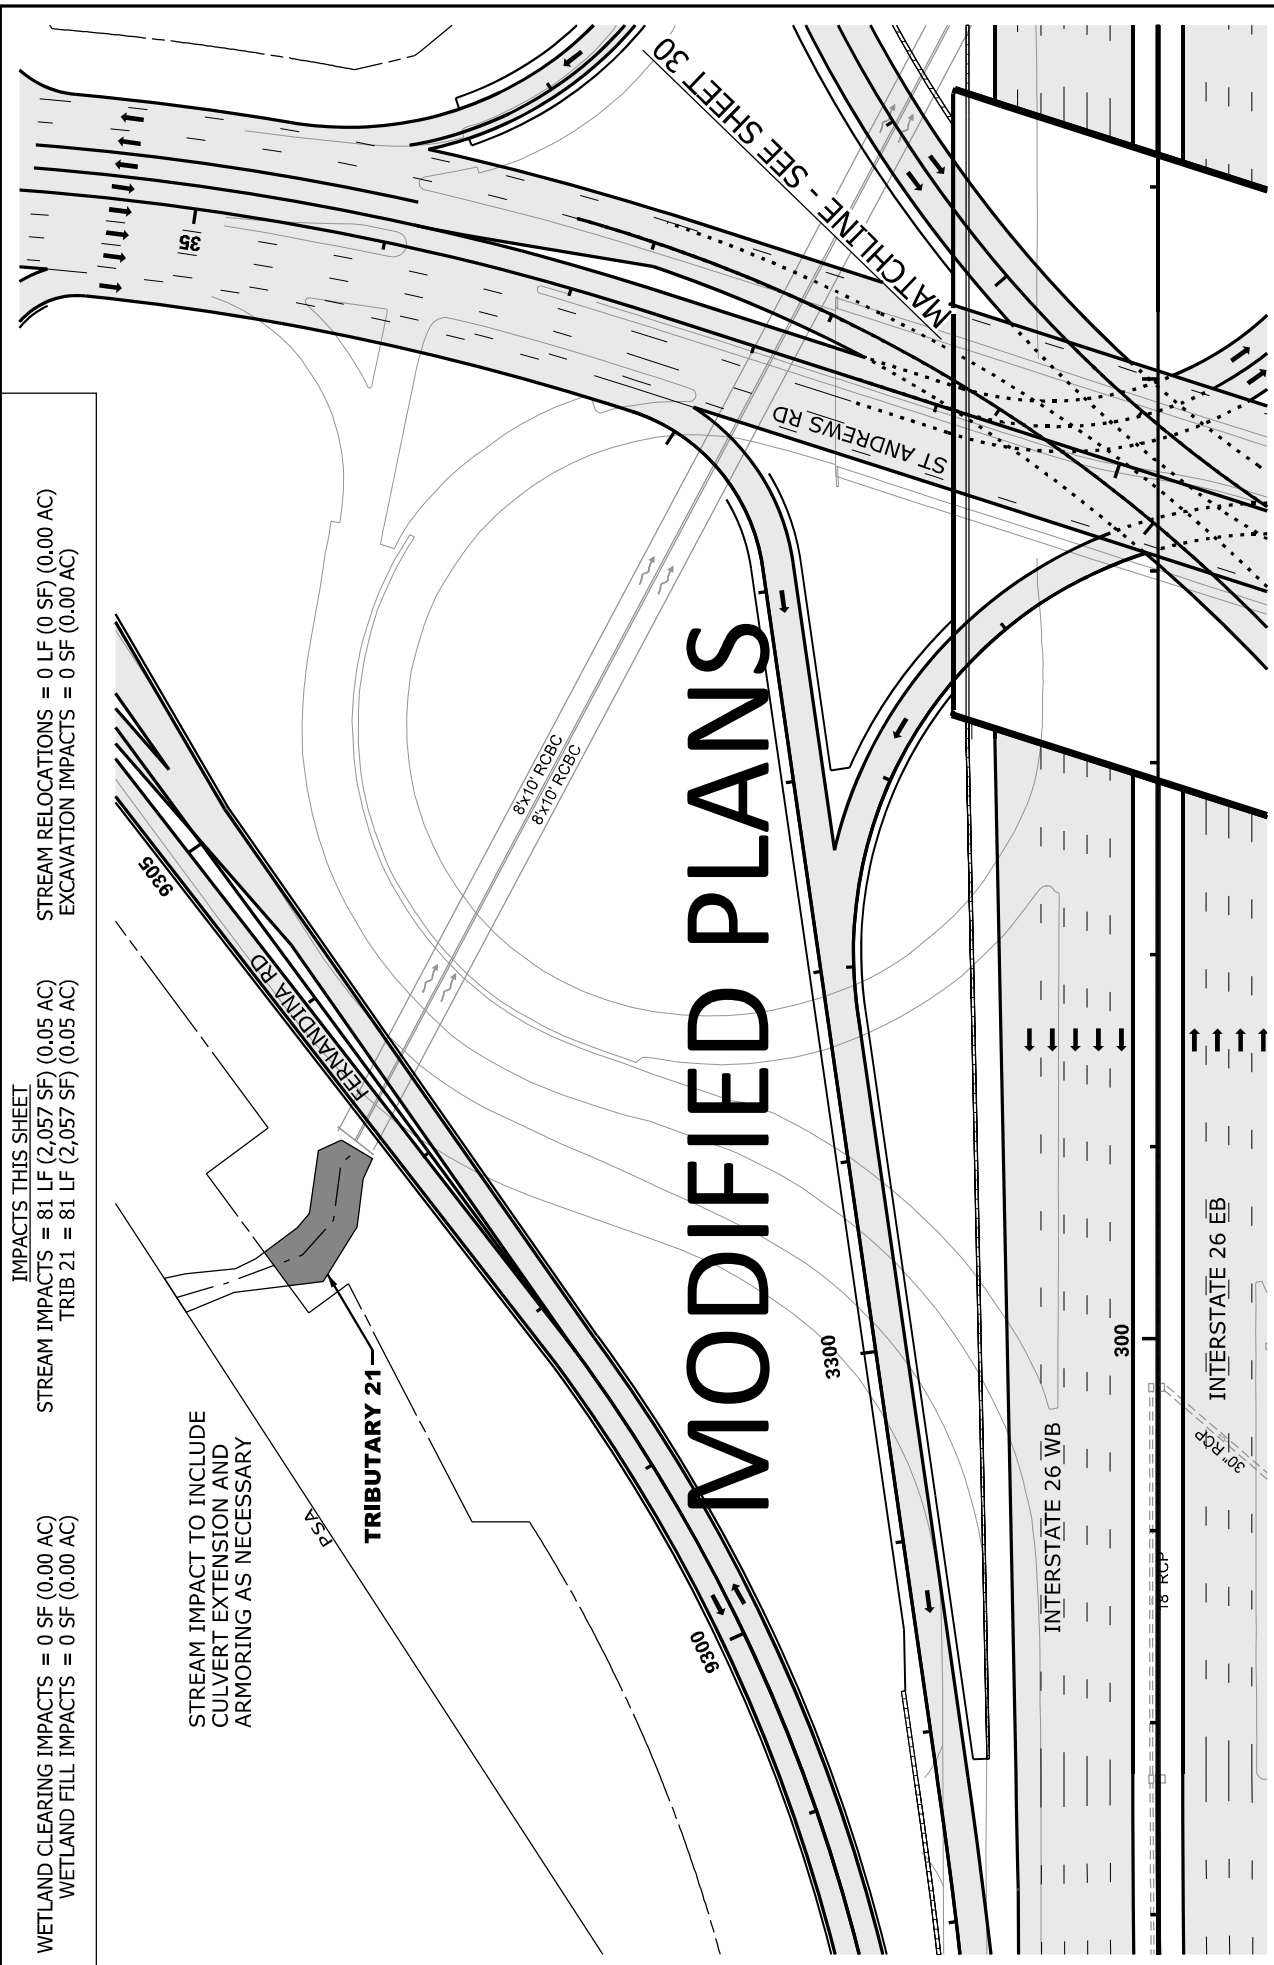 IMPACTS THIS SHEET
WETLAND CLEARING IMPACTS = 0 SF (0.00 AC)
WETLAND FILL IMPACTS = 0 SF (0.00 AC)
STREAM IMPACTS = 81 LF (2,057 SF) (0.05 AC)
TRIB 21 = 81 LF (2,057 SF) (0.05 AC)
STREAM RELOCATIONS = 0 LF (0 SF) (0.00 AC)
EXCAVATION IMPACTS = 0 SF (0.00 AC)
STREAM IMPACT TO INCLUDE
CULVERT EXTENSION AND
ARMORING AS NECESSARY
PSA
TRIBUTARY 21
FERNANDINA RD
9305
9300
35
8'x10' RCBC
8'x10' RCBC
MATCHLINE - SEE SHEET 30
ST ANDREWS RD
MODIFIED PLANS
3300
300
INTERSTATE 26 WB
INTERSTATE 26 EB
18" RCP
30" RCP